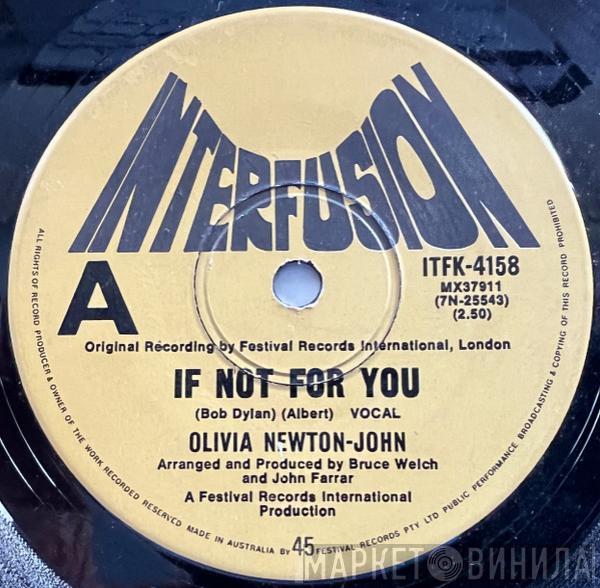 INTERFUSION
A
ITFK-4158
MX37911
(7N-25543)
(2.50)
Original Recording by Festival Records International, London
IF NOT FOR YOU
(Bob Dylan) (Albert) VOCAL
OLIVIA NEWTON-JOHN
Arranged and Produced by Bruce Welch
and John Farrar
A Festival Records International
Production
45
ALL RIGHTS OF RECORD PRODUCER & OWNER OF THE WORK RECORDED RESERVED MADE IN AUSTRALIA BY FESTIVAL RECORDS PTY LTD PUBLIC PERFORMANCE BROADCASTING & COPYING OF THIS RECORD PROHIBITED
МАРКЕТ ВИНИЛА